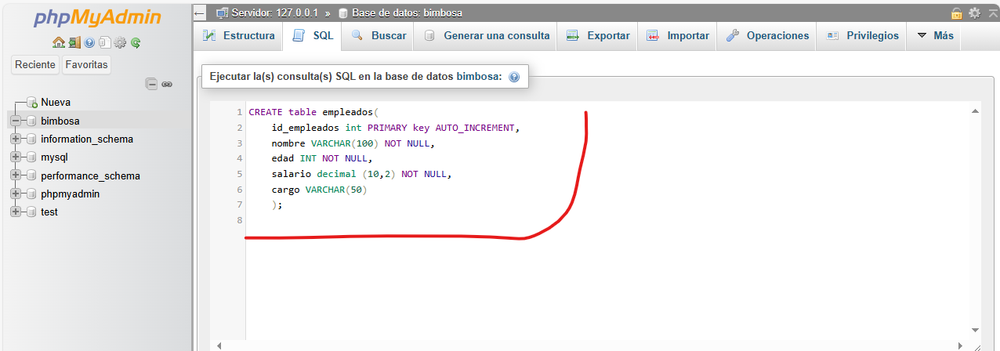 phpMyAdmin
Reciente Favoritas
Nueva
bimbosa
information_schema
mysql
performance_schema
phpmyadmin
test
Servidor: 127.0.0.1 » Base de datos: bimbosa
Estructura SQL Buscar Generar una consulta Exportar Importar Operaciones Privilegios Más
Ejecutar la(s) consulta(s) SQL en la base de datos bimbosa:
1 CREATE table empleados(
2 id_empleados int PRIMARY key AUTO_INCREMENT,
3 nombre VARCHAR(100) NOT NULL,
4 edad INT NOT NULL,
5 salario decimal (10,2) NOT NULL,
6 cargo VARCHAR(50)
7 );
8